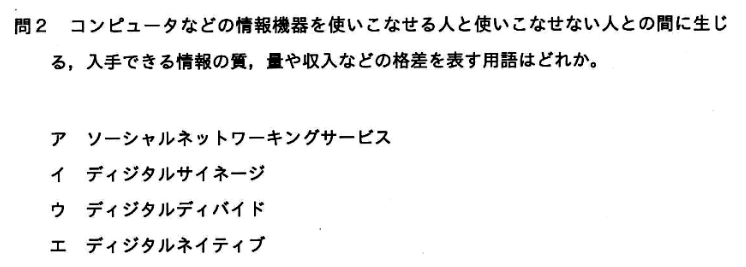 問２　コンピュータなどの情報機器を使いこなせる人と使いこなせない人との間に生じ
る，入手できる情報の質，量や収入などの格差を表す用語はどれか。
ア　ソーシャルネットワーキングサービス
イ　ディジタルサイネージ
ウ　ディジタルディバイド
エ　ディジタルネイティブ